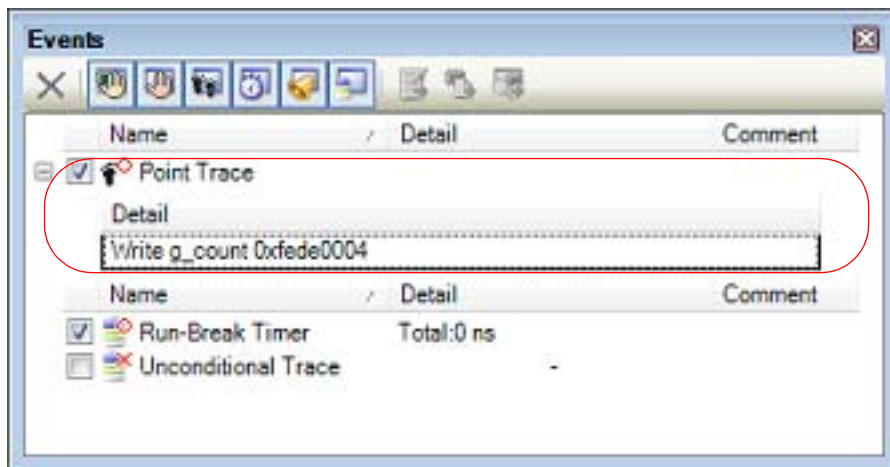 Events
Name Detail Comment
Point Trace
Detail
Write g_count 0xfede0004
Name Detail Comment
Run-Break Timer Total:0 ns
Unconditional Trace -